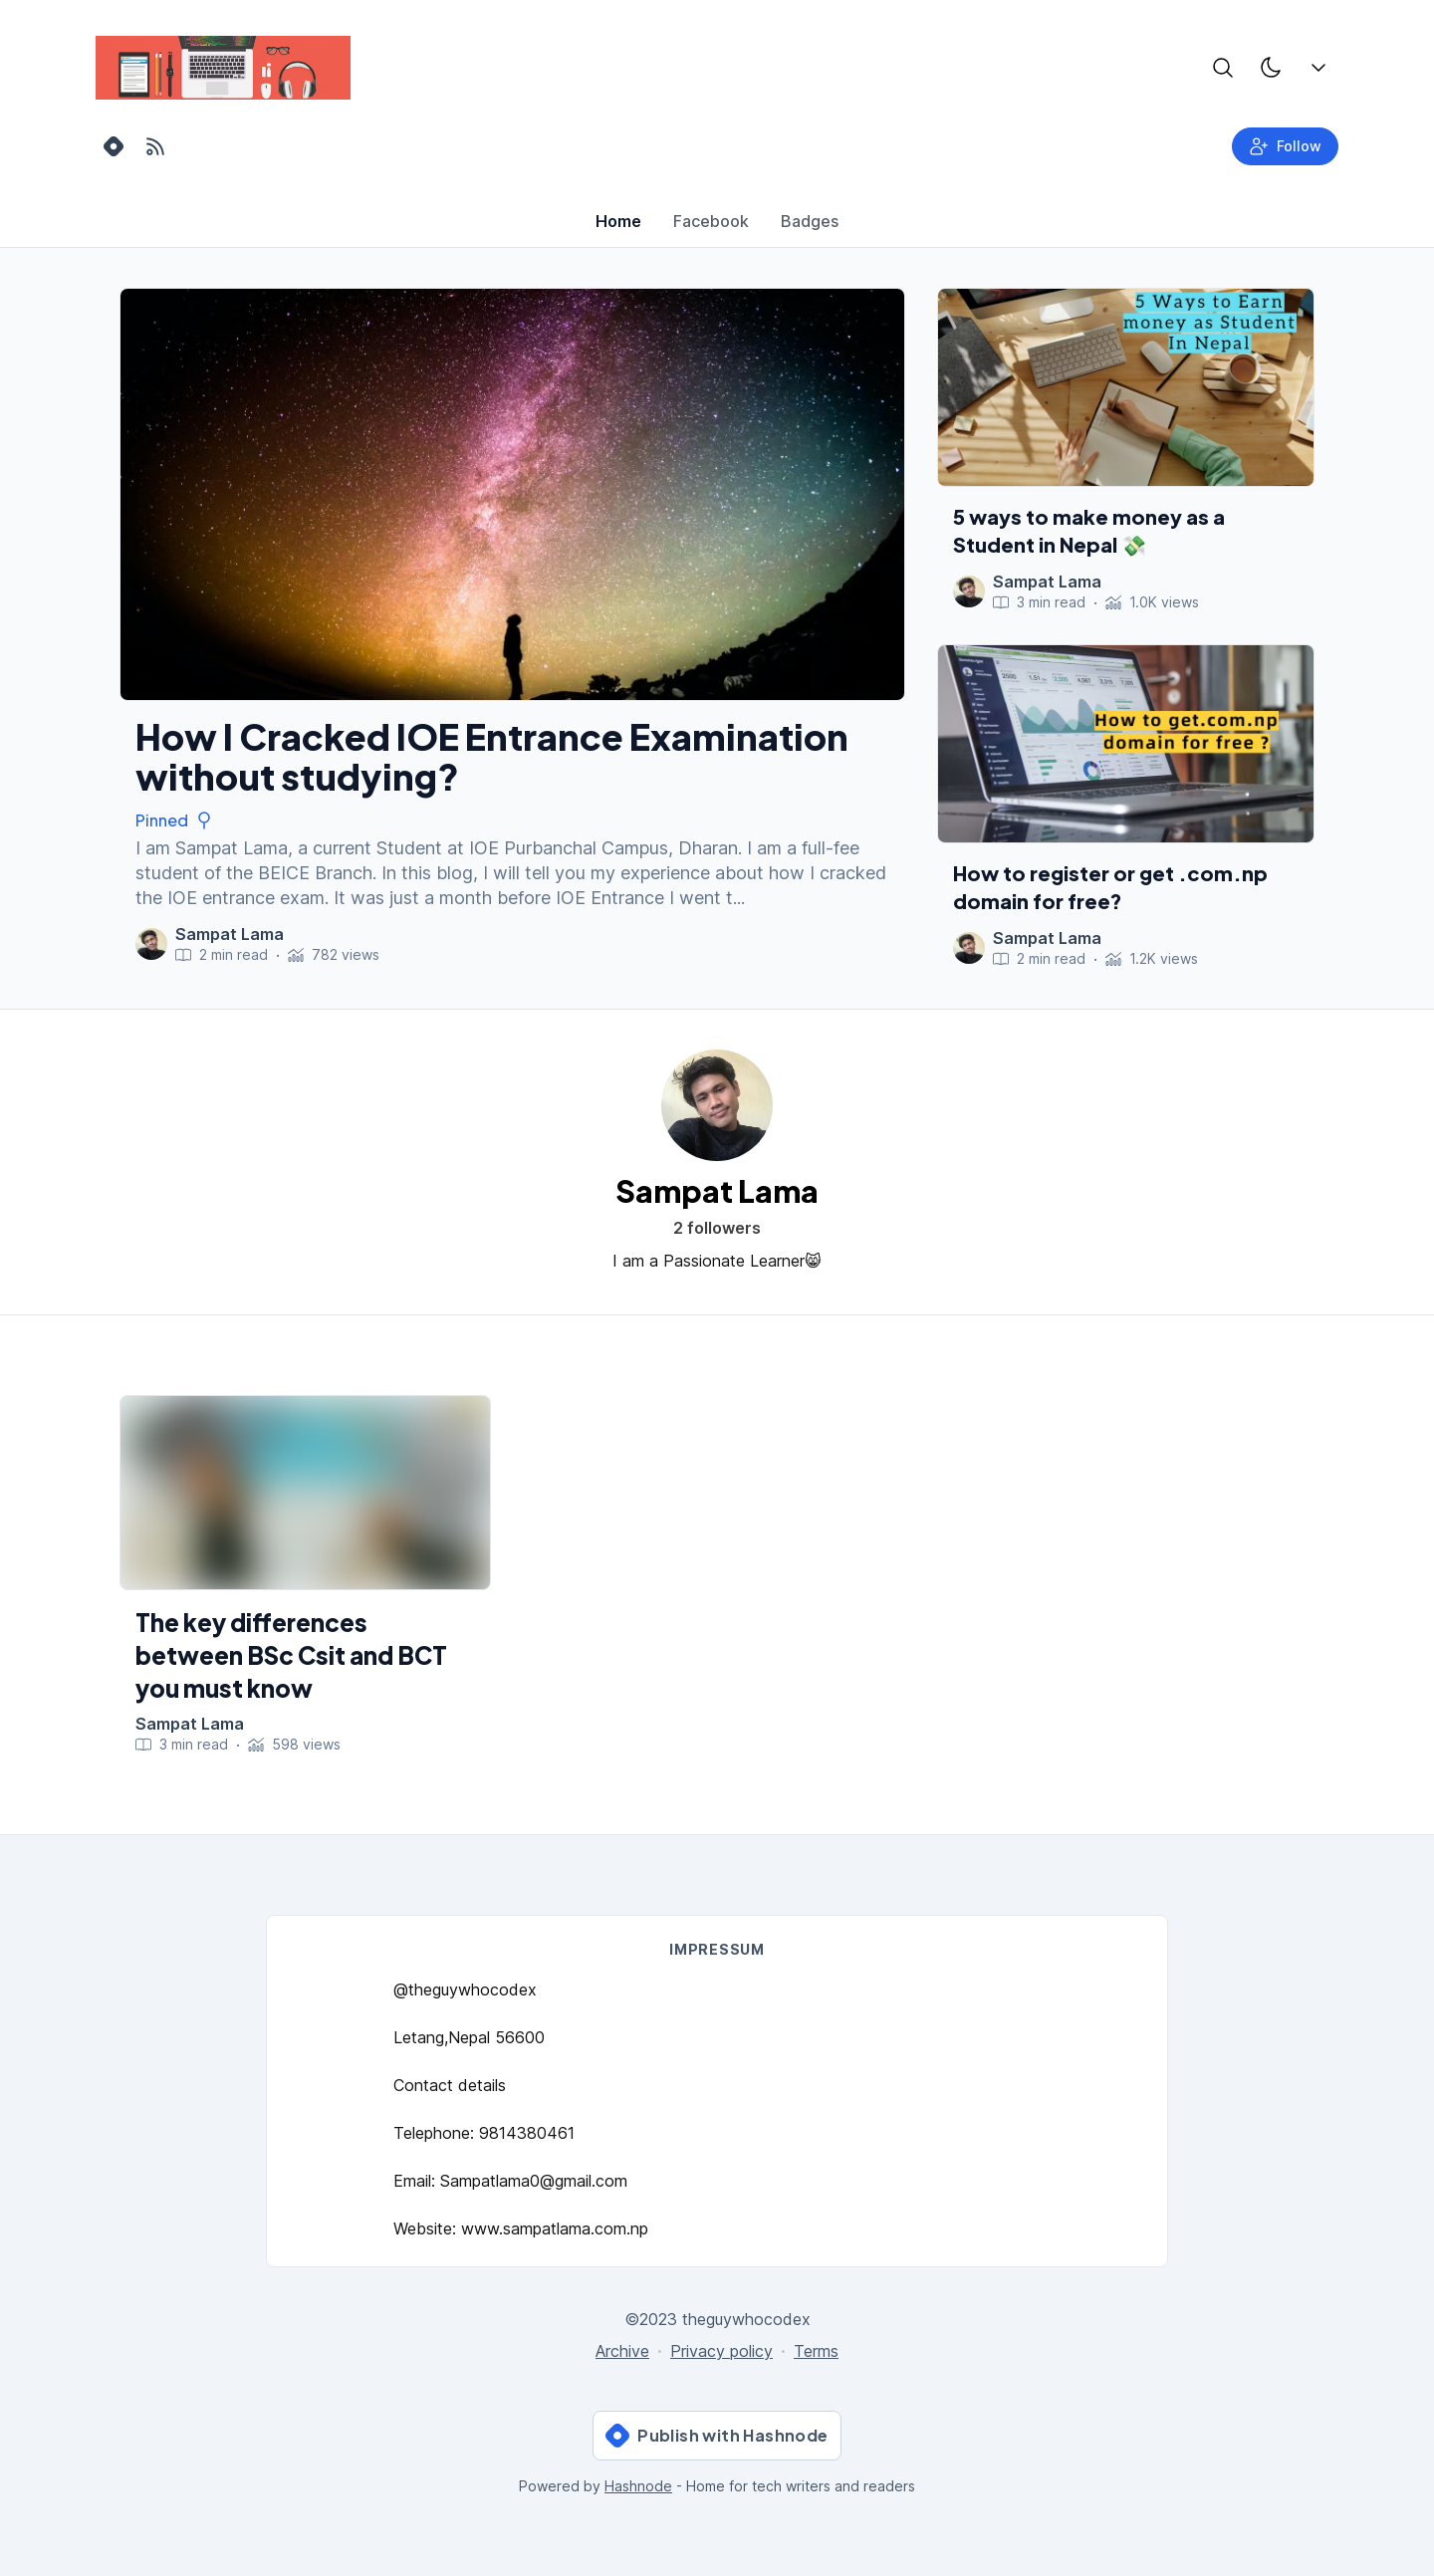 Follow
Home
Facebook
Badges
5 Ways to Earn
money as Student
In Nepal
5 ways to make money as a
Student in Nepal 💸
Sampat Lama
3 min read · 1.0K views
How to get.com.np
domain for free ?
How to register or get .com.np
domain for free?
Sampat Lama
2 min read · 1.2K views
How I Cracked IOE Entrance Examination
without studying?
Pinned
I am Sampat Lama, a current Student at IOE Purbanchal Campus, Dharan. I am a full-fee
student of the BEICE Branch. In this blog, I will tell you my experience about how I cracked
the IOE entrance exam. It was just a month before IOE Entrance I went t...
Sampat Lama
2 min read · 782 views
Sampat Lama
2 followers
I am a Passionate Learner😸
The key differences
between BSc Csit and BCT
you must know
Sampat Lama
3 min read · 598 views
IMPRESSUM
@theguywhocodex
Letang,Nepal 56600
Contact details
Telephone: 9814380461
Email: Sampatlama0@gmail.com
Website: www.sampatlama.com.np
©2023 theguywhocodex
Archive · Privacy policy · Terms
Publish with Hashnode
Powered by Hashnode - Home for tech writers and readers